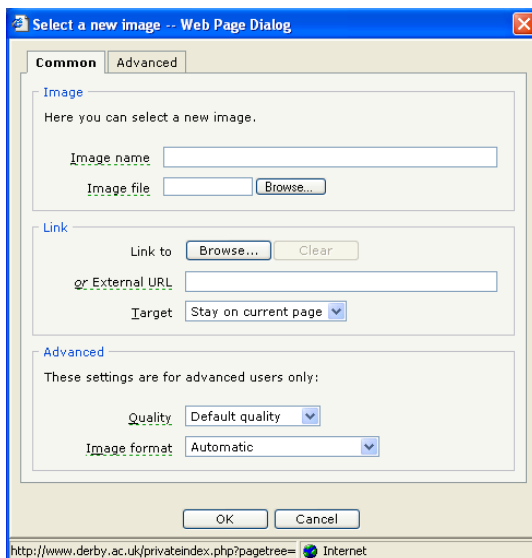 Select a new image -- Web Page Dialog
Common Advanced
Image
Here you can select a new image.
Image name
Image file Browse...
Link
Link to Browse... Clear
or External URL
Target Stay on current page
Advanced
These settings are for advanced users only:
Quality Default quality
Image format Automatic
OK Cancel
http://www.derby.ac.uk/privateindex.php?pagetree= Internet